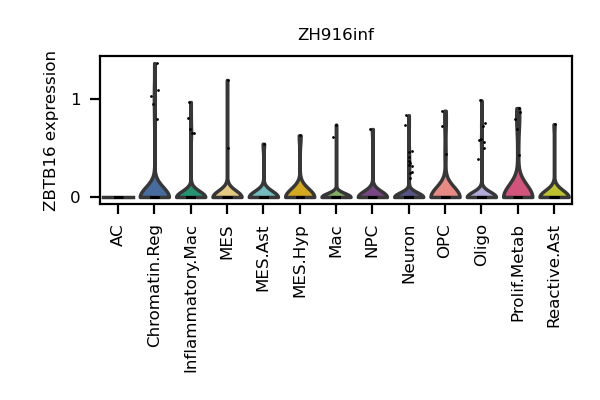 ZH916inf
ZBTB16 expression
1
0
AC
Chromatin.Reg
Inflammatory.Mac
MES
MES.Ast
MES.Hyp
Mac
NPC
Neuron
OPC
Oligo
Prolif.Metab
Reactive.Ast